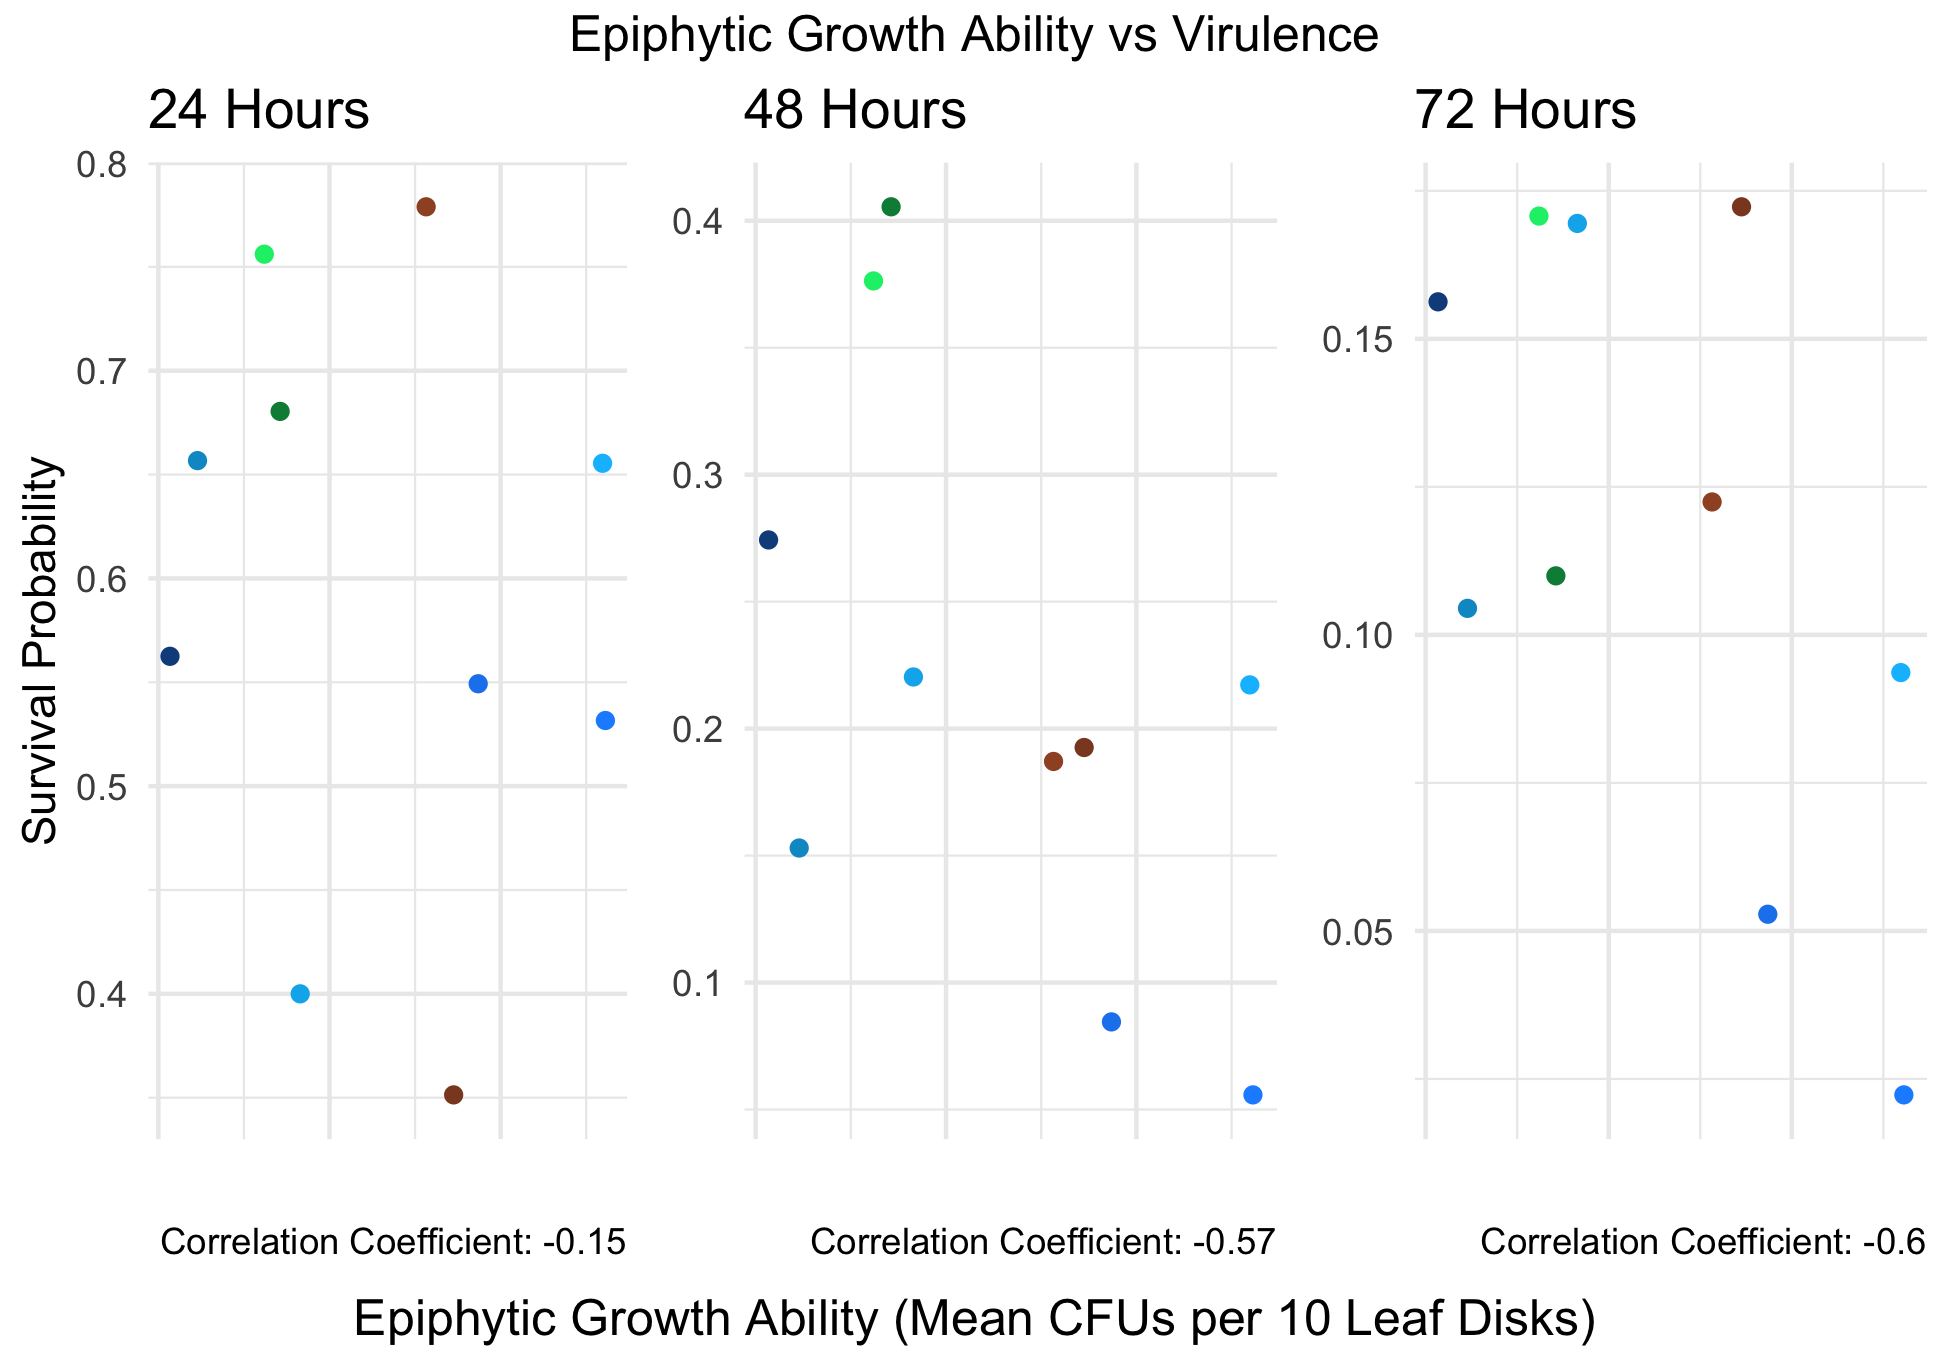 Epiphytic Growth Ability vs Virulence
24 Hours
48 Hours
72 Hours
Survival Probability
0.8
0.7
0.6
0.5
0.4
0.4
0.3
0.2
0.1
0.15
0.10
0.05
Correlation Coefficient: -0.15
Correlation Coefficient: -0.57
Correlation Coefficient: -0.6
Epiphytic Growth Ability (Mean CFUs per 10 Leaf Disks)